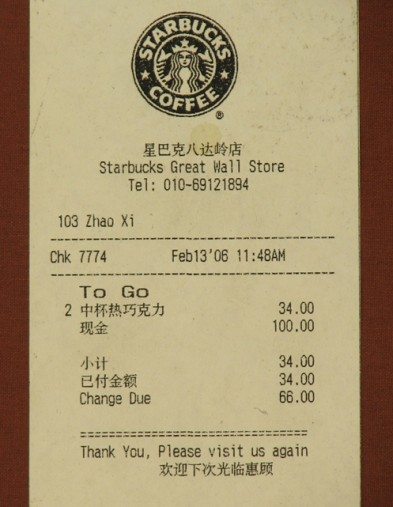 STARBUCKS
COFFEE
®
星巴克八达岭店
Starbucks Great Wall Store
Tel: 010-69121894
103 Zhao Xi
Chk 7774 Feb13'06 11:48AM
To Go
2 中杯热巧克力 34.00
现金 100.00
小计 34.00
已付金额 34.00
Change Due 66.00
Thank You, Please visit us again
欢迎下次光临惠顾